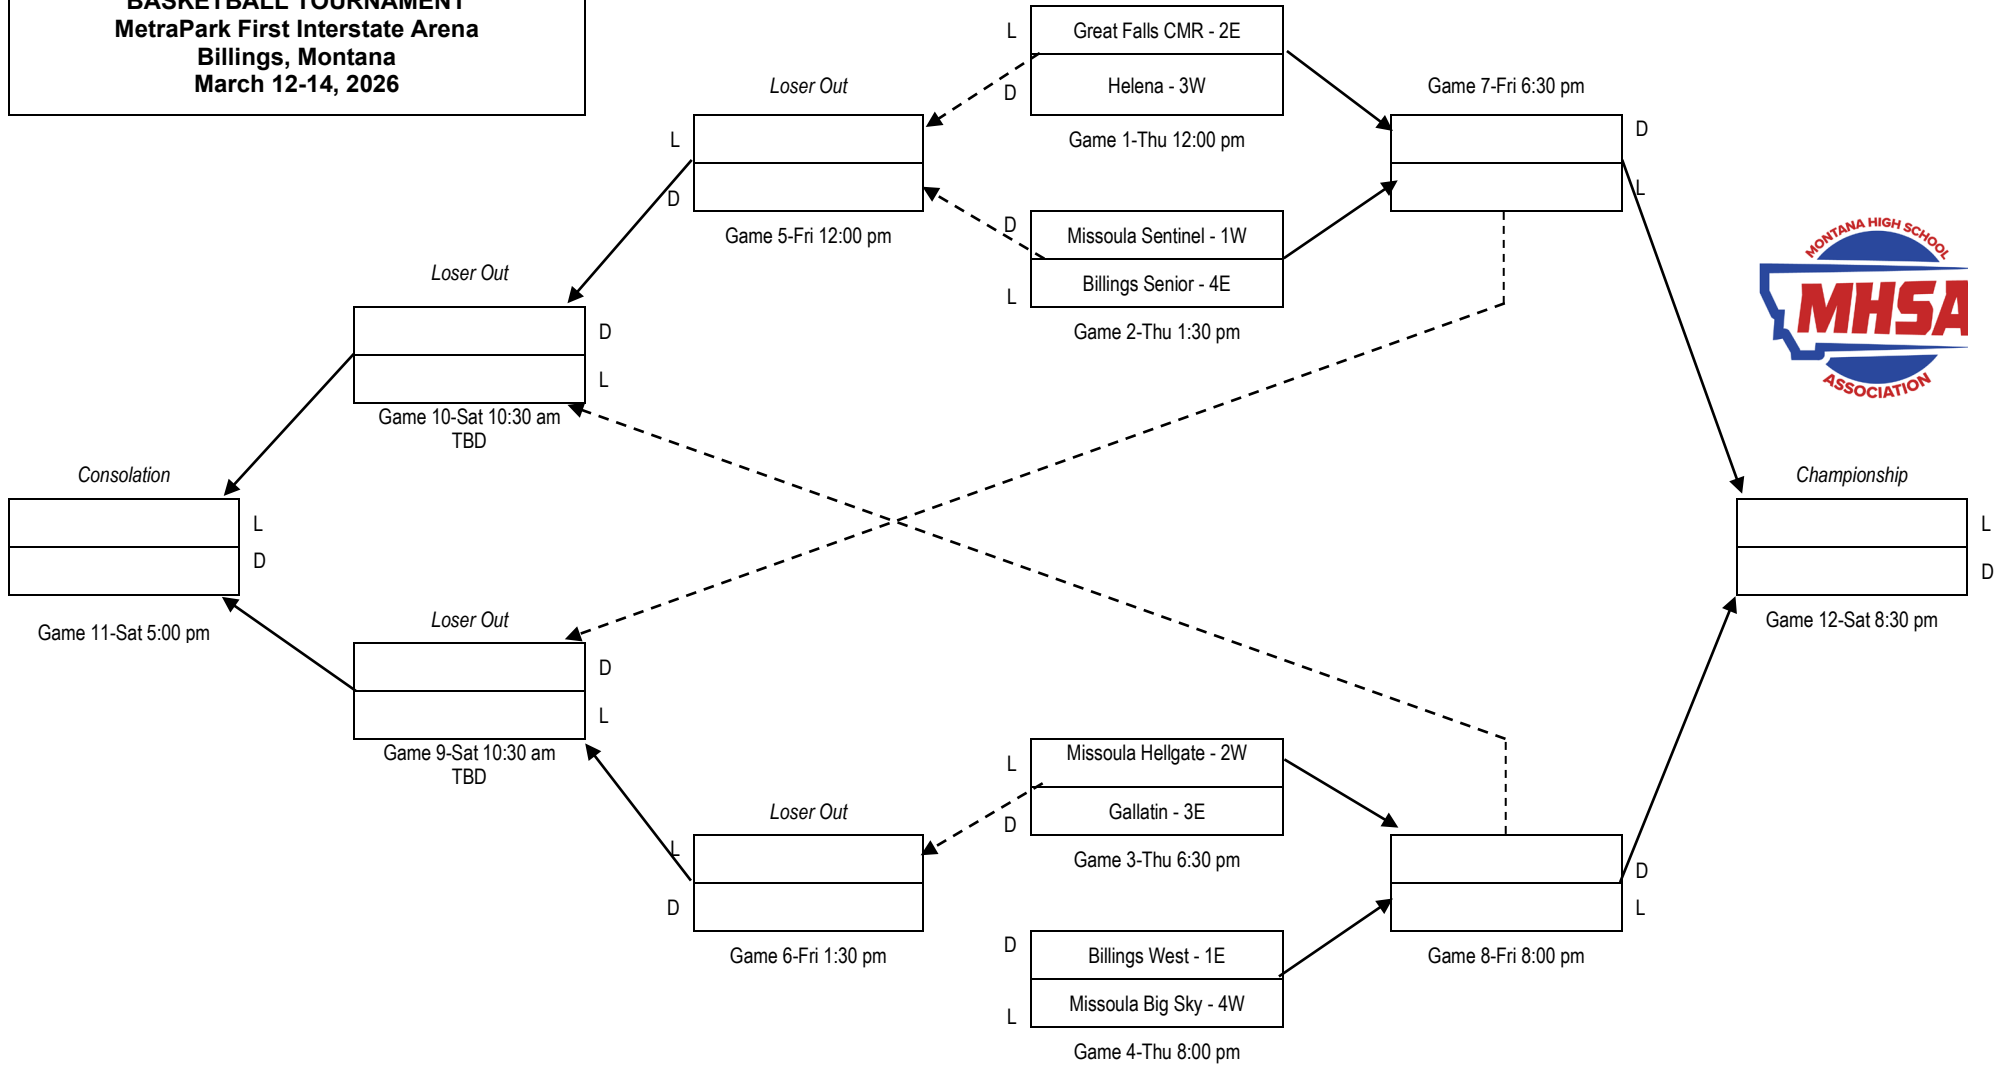 BASKETBALL TOURNAMENT
MetraPark First Interstate Arena
Billings, Montana
March 12-14, 2026
L
Great Falls CMR - 2E
D
Helena - 3W
Game 1-Thu 12:00 pm
Loser Out
L
D
Game 5-Fri 12:00 pm
Game 7-Fri 6:30 pm
D
L
D
Missoula Sentinel - 1W
L
Billings Senior - 4E
Game 2-Thu 1:30 pm
MONTANA HIGH SCHOOL
MHSA
ASSOCIATION
Loser Out
D
L
Game 10-Sat 10:30 am
TBD
Consolation
L
D
Game 11-Sat 5:00 pm
Championship
L
D
Game 12-Sat 8:30 pm
Loser Out
D
L
Game 9-Sat 10:30 am
TBD
L
Missoula Hellgate - 2W
D
Gallatin - 3E
Game 3-Thu 6:30 pm
Loser Out
L
D
Game 6-Fri 1:30 pm
D
L
Game 8-Fri 8:00 pm
D
Billings West - 1E
L
Missoula Big Sky - 4W
Game 4-Thu 8:00 pm